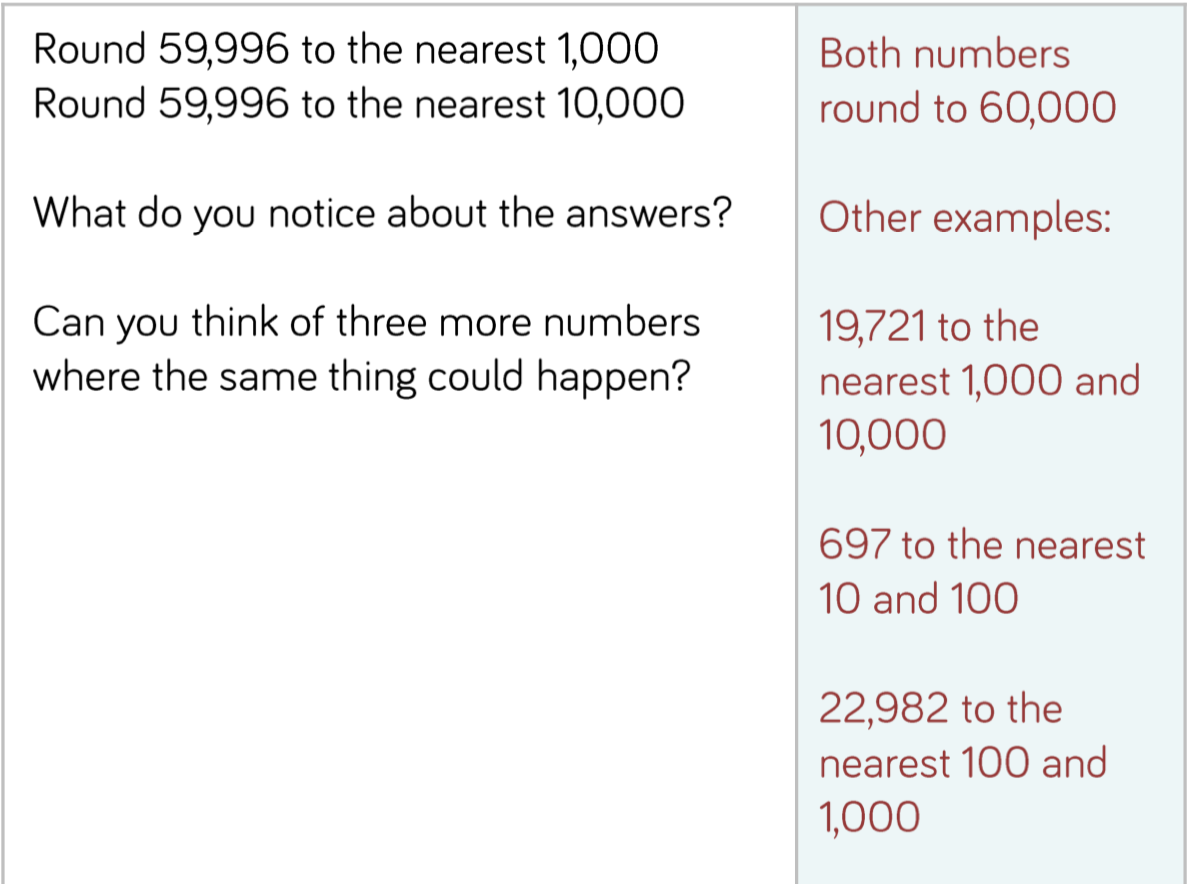 Round 59,996 to the nearest 1,000
Round 59,996 to the nearest 10,000
What do you notice about the answers?
Can you think of three more numbers
where the same thing could happen?
Both numbers
round to 60,000
Other examples:
19,721 to the
nearest 1,000 and
10,000
697 to the nearest
10 and 100
22,982 to the
nearest 100 and
1,000